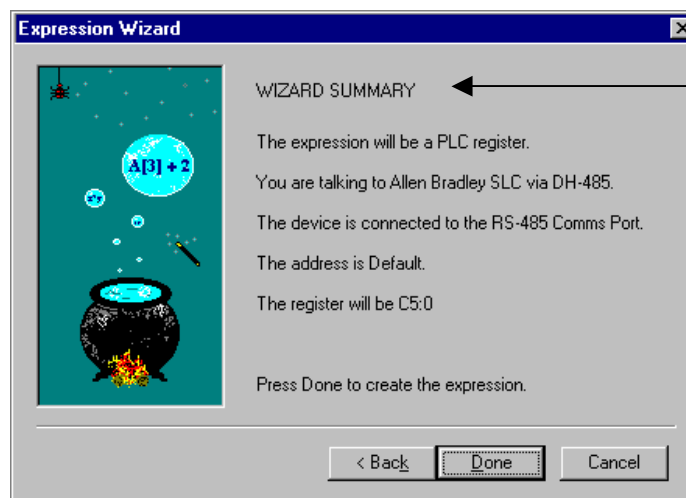 Expression Wizard
WIZARD SUMMARY
The expression will be a PLC register.
A[3] + 2
You are talking to Allen Bradley SLC via DH-485.
The device is connected to the RS-485 Comms Port.
The address is Default.
The register will be C5:0
Press Done to create the expression.
< Back
Done
Cancel